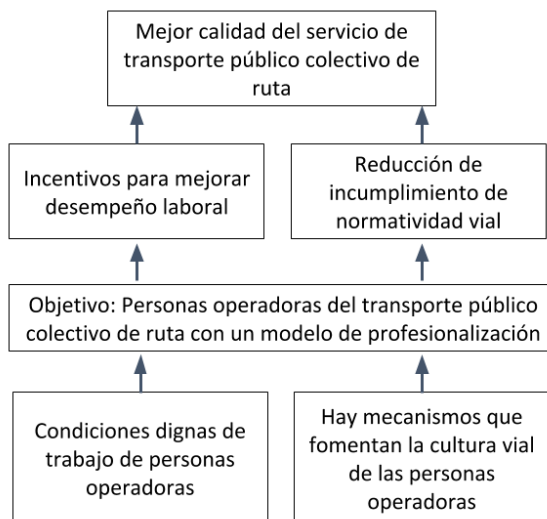 Mejor calidad del servicio de
transporte público colectivo de
ruta
Incentivos para mejorar
desempeño laboral
Reducción de
incumplimiento de
normatividad vial
Objetivo: Personas operadoras del transporte público
colectivo de ruta con un modelo de profesionalización
Condiciones dignas de
trabajo de personas
operadoras
Hay mecanismos que
fomentan la cultura vial
de las personas
operadoras